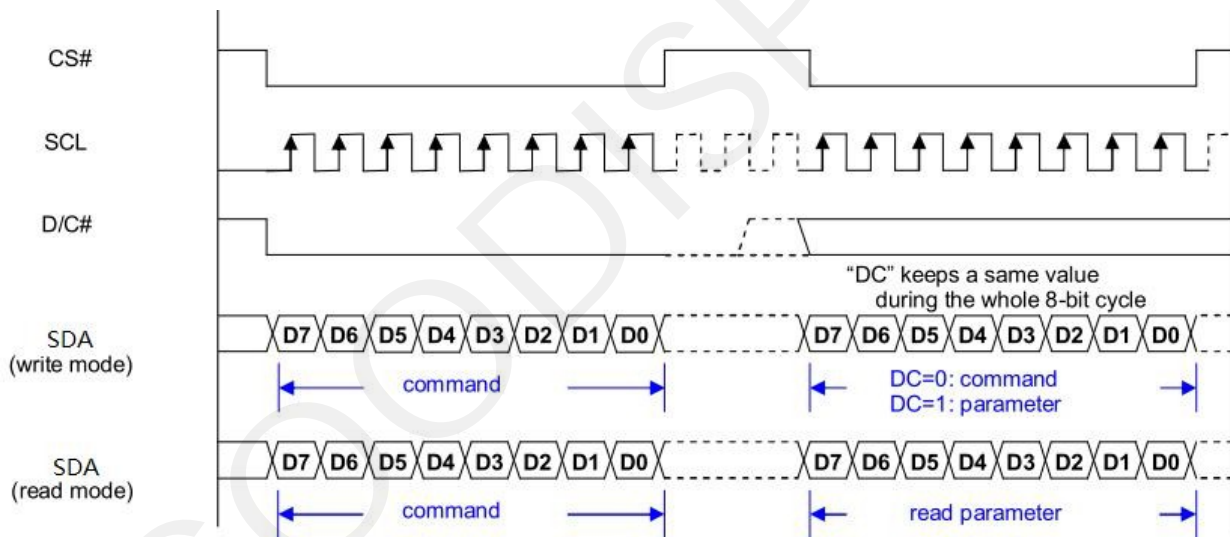 CS#
SCL
D/C#
"DC" keeps a same value
during the whole 8-bit cycle
SDA
(write mode)
D7 D6 D5 D4 D3 D2 D1 D0
D7 D6 D5 D4 D3 D2 D1 D0
command
DC=0: command
DC=1: parameter
SDA
(read mode)
D7 D6 D5 D4 D3 D2 D1 D0
D7 D6 D5 D4 D3 D2 D1 D0
command
read parameter
GOODISP